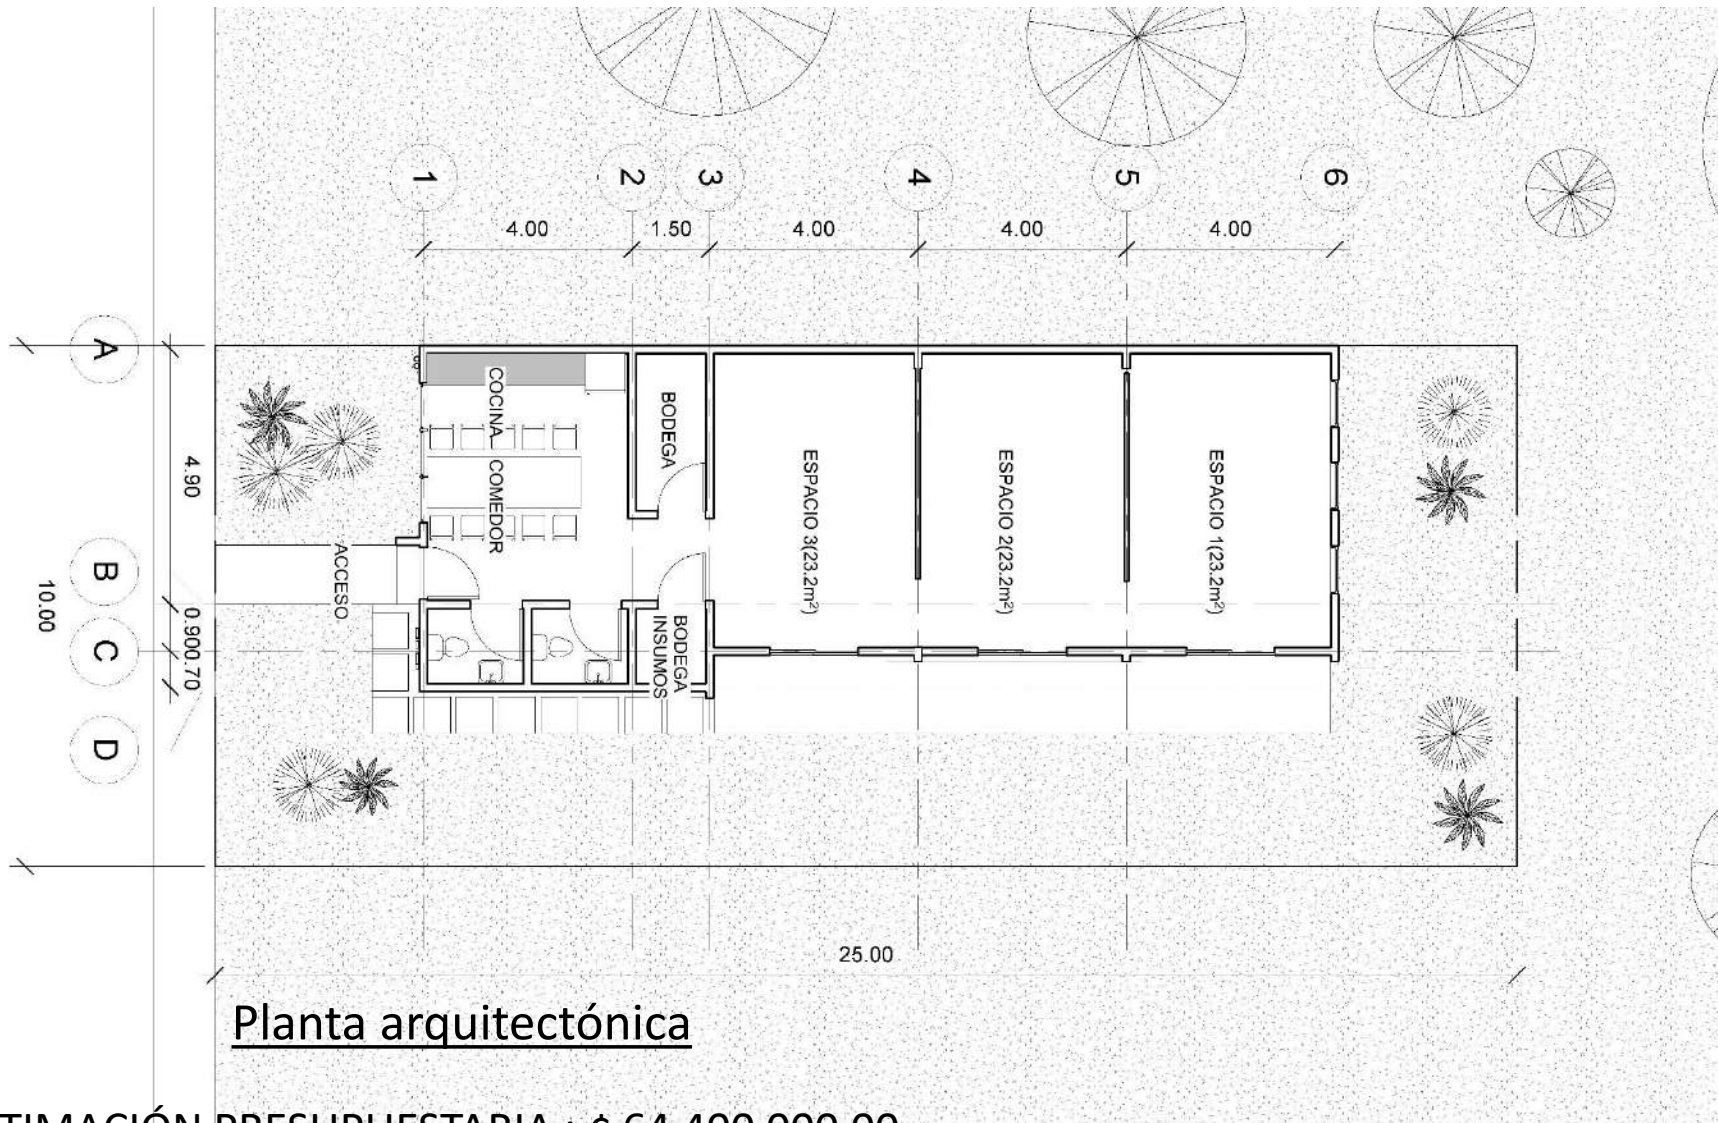 1
2
3
4
5
6
4.00
1.50
4.00
4.00
4.00
A
B
C
D
4.90
0.90
0.70
10.00
COCINA COMEDOR
BODEGA
ESPACIO 3(23.2m²)
ESPACIO 2(23.2m²)
ESPACIO 1(23.2m²)
ACCESO
BODEGA
INSUMOS
25.00
Planta arquitectónica
TIMACIÓN PRESUPUESTARIA : $